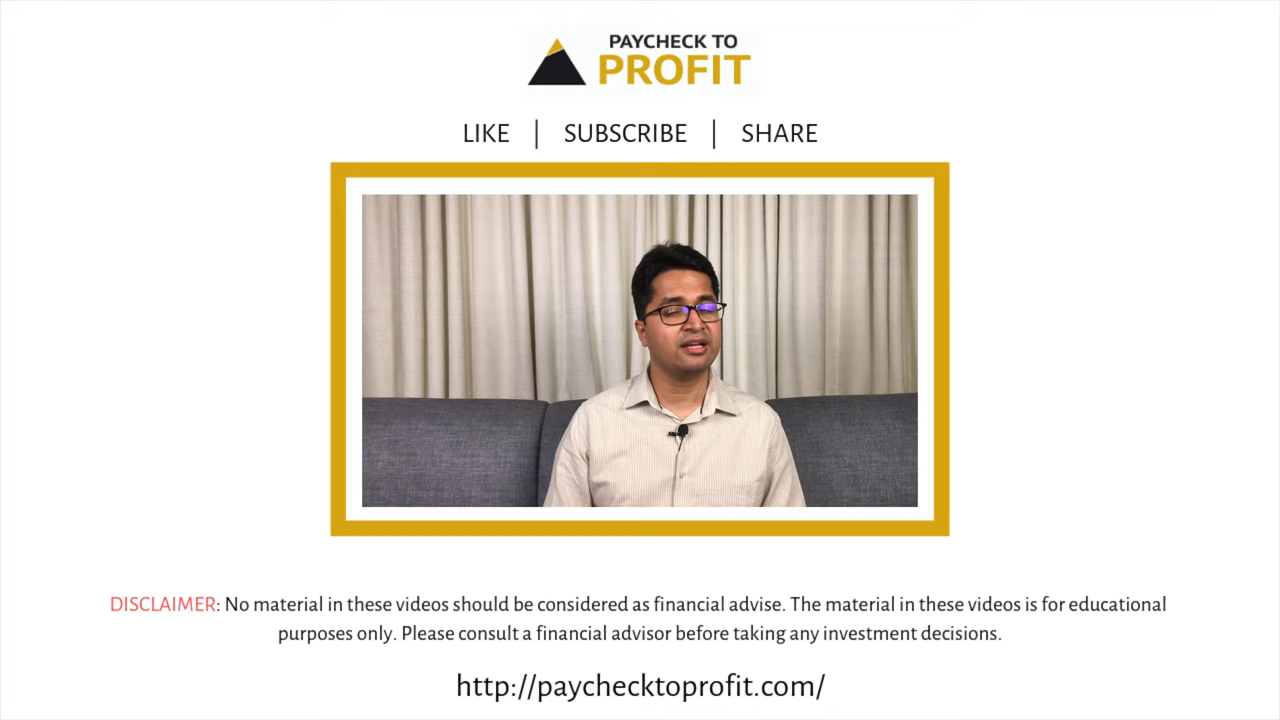 PAYCHECK TO
PROFIT
LIKE | SUBSCRIBE | SHARE
DISCLAIMER: No material in these videos should be considered as financial advise. The material in these videos is for educational
purposes only. Please consult a financial advisor before taking any investment decisions.
http://paychecktoprofit.com/